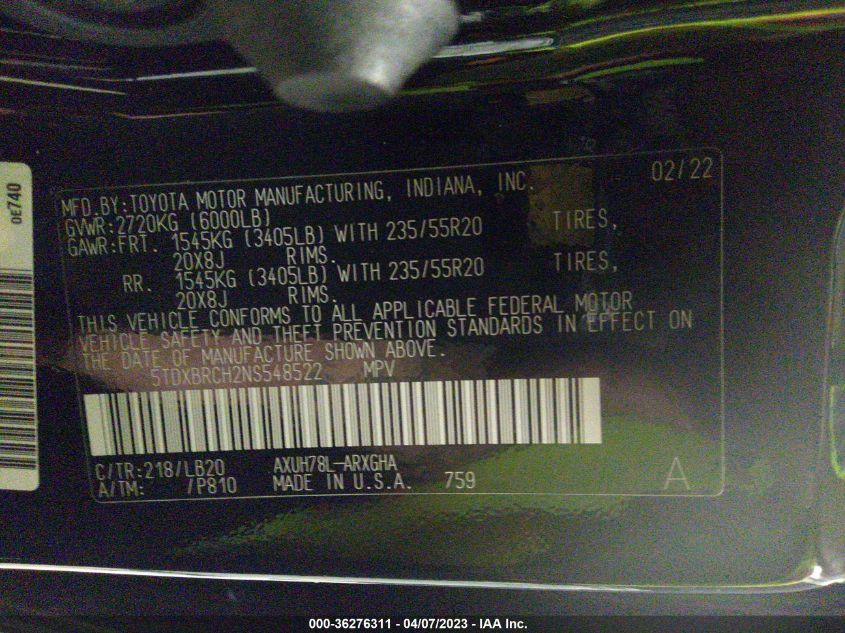 0E740
MFD.BY:TOYOTA MOTOR MANUFACTURING, INDIANA, INC. 02/22
GVWR:2720KG (6000LB)
GAWR:FRT. 1545KG (3405LB) WITH 235/55R20 TIRES,
20X8J RIMS.
RR. 1545KG (3405LB) WITH 235/55R20 TIRES,
20X8J RIMS.
THIS VEHICLE CONFORMS TO ALL APPLICABLE FEDERAL MOTOR
VEHICLE SAFETY AND THEFT PREVENTION STANDARDS IN EFFECT ON
THE DATE OF MANUFACTURE SHOWN ABOVE.
5TDXBRCH2NS548522 MPV
C/TR:218/LB20 AXUH78L-ARXGHA
A/TM: /P810 MADE IN U.S.A. 759 A
000-36276311 - 04/07/2023 - IAA Inc.